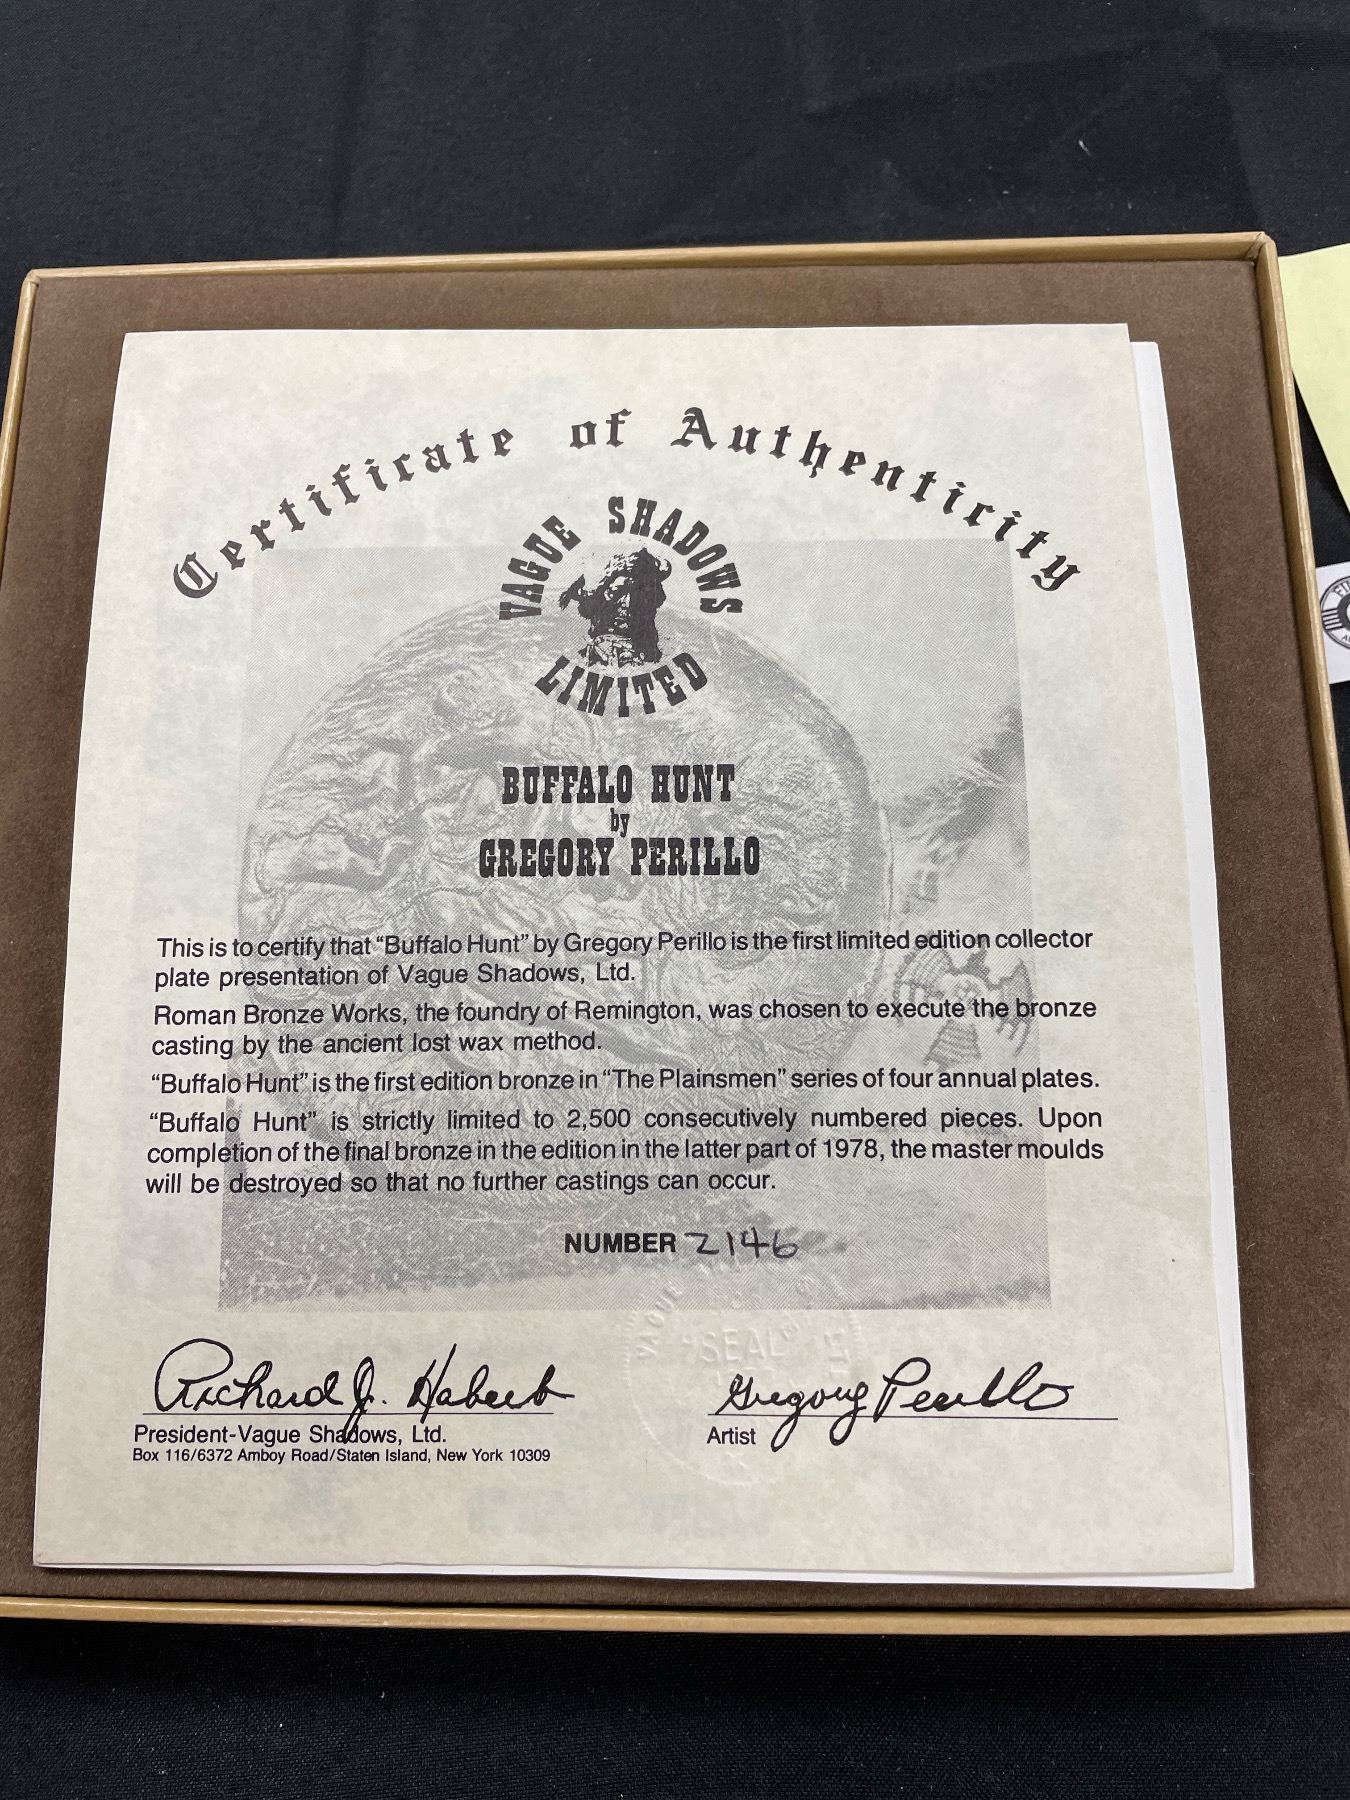 Certificate of Authenticity
VAGUE SHADOWS
LIMITED
BUFFALO HUNT
by
GREGORY PERILLO
This is to certify that “Buffalo Hunt” by Gregory Perillo is the first limited edition collector
plate presentation of Vague Shadows, Ltd.
Roman Bronze Works, the foundry of Remington, was chosen to execute the bronze
casting by the ancient lost wax method.
“Buffalo Hunt” is the first edition bronze in “The Plainsmen” series of four annual plates.
“Buffalo Hunt” is strictly limited to 2,500 consecutively numbered pieces. Upon
completion of the final bronze in the edition in the latter part of 1978, the master moulds
will be destroyed so that no further castings can occur.
NUMBER 2146
SEAL
Richard J. Habeeb
Gregory Perillo
President-Vague Shadows, Ltd.
Artist
Box 116/6372 Amboy Road/Staten Island, New York 10309